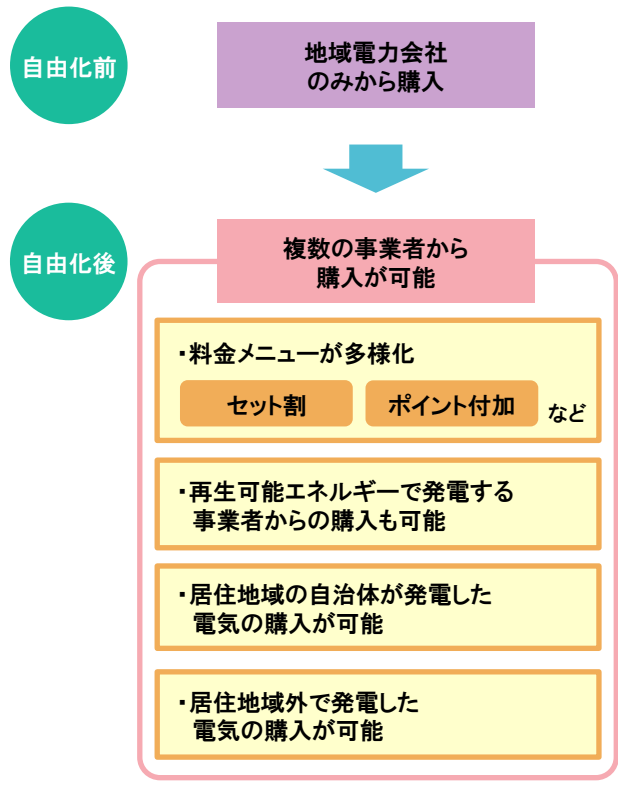 自由化前
地域電力会社
のみから購入
自由化後
複数の事業者から
購入が可能
・料金メニューが多様化
セット割 ポイント付加 など
・再生可能エネルギーで発電する
事業者からの購入も可能
・居住地域の自治体が発電した
電気の購入が可能
・居住地域外で発電した
電気の購入が可能